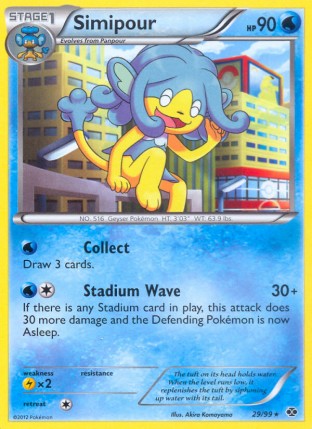 STAGE1 Simipour HP 90
Evolves from Panpour
NO. 516 Geyser Pokémon HT. 3'03" WT. 63.9 lbs.
Collect
Draw 3 cards.
Stadium Wave 30+
If there is any Stadium card in play, this attack does
30 more damage and the Defending Pokémon is now
Asleep.
weakness resistance
×2
retreat
The tuft on its head holds water.
When the level runs low, it
replenishes the tuft by siphoning
up water with its tail.
©2012 Pokémon Illus. Akira Komayama 29/99 ★